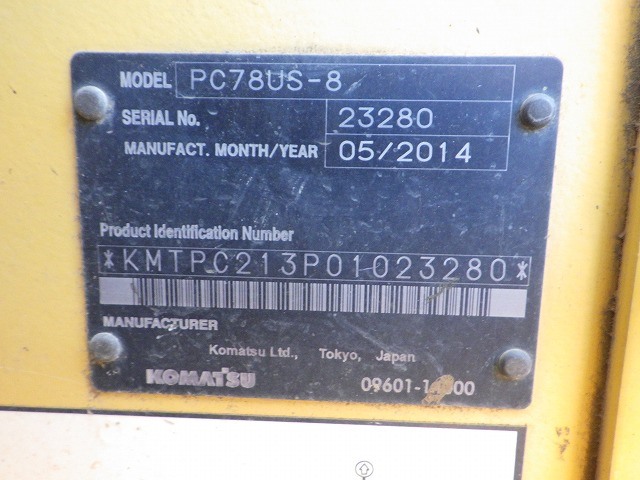 MODEL PC78US-8
SERIAL No. 23280
MANUFACT. MONTH/YEAR 05/2014
Product Identification Number
*KMTPC213P01023280*
MANUFACTURER
Komatsu Ltd., Tokyo, Japan
KOMATSU